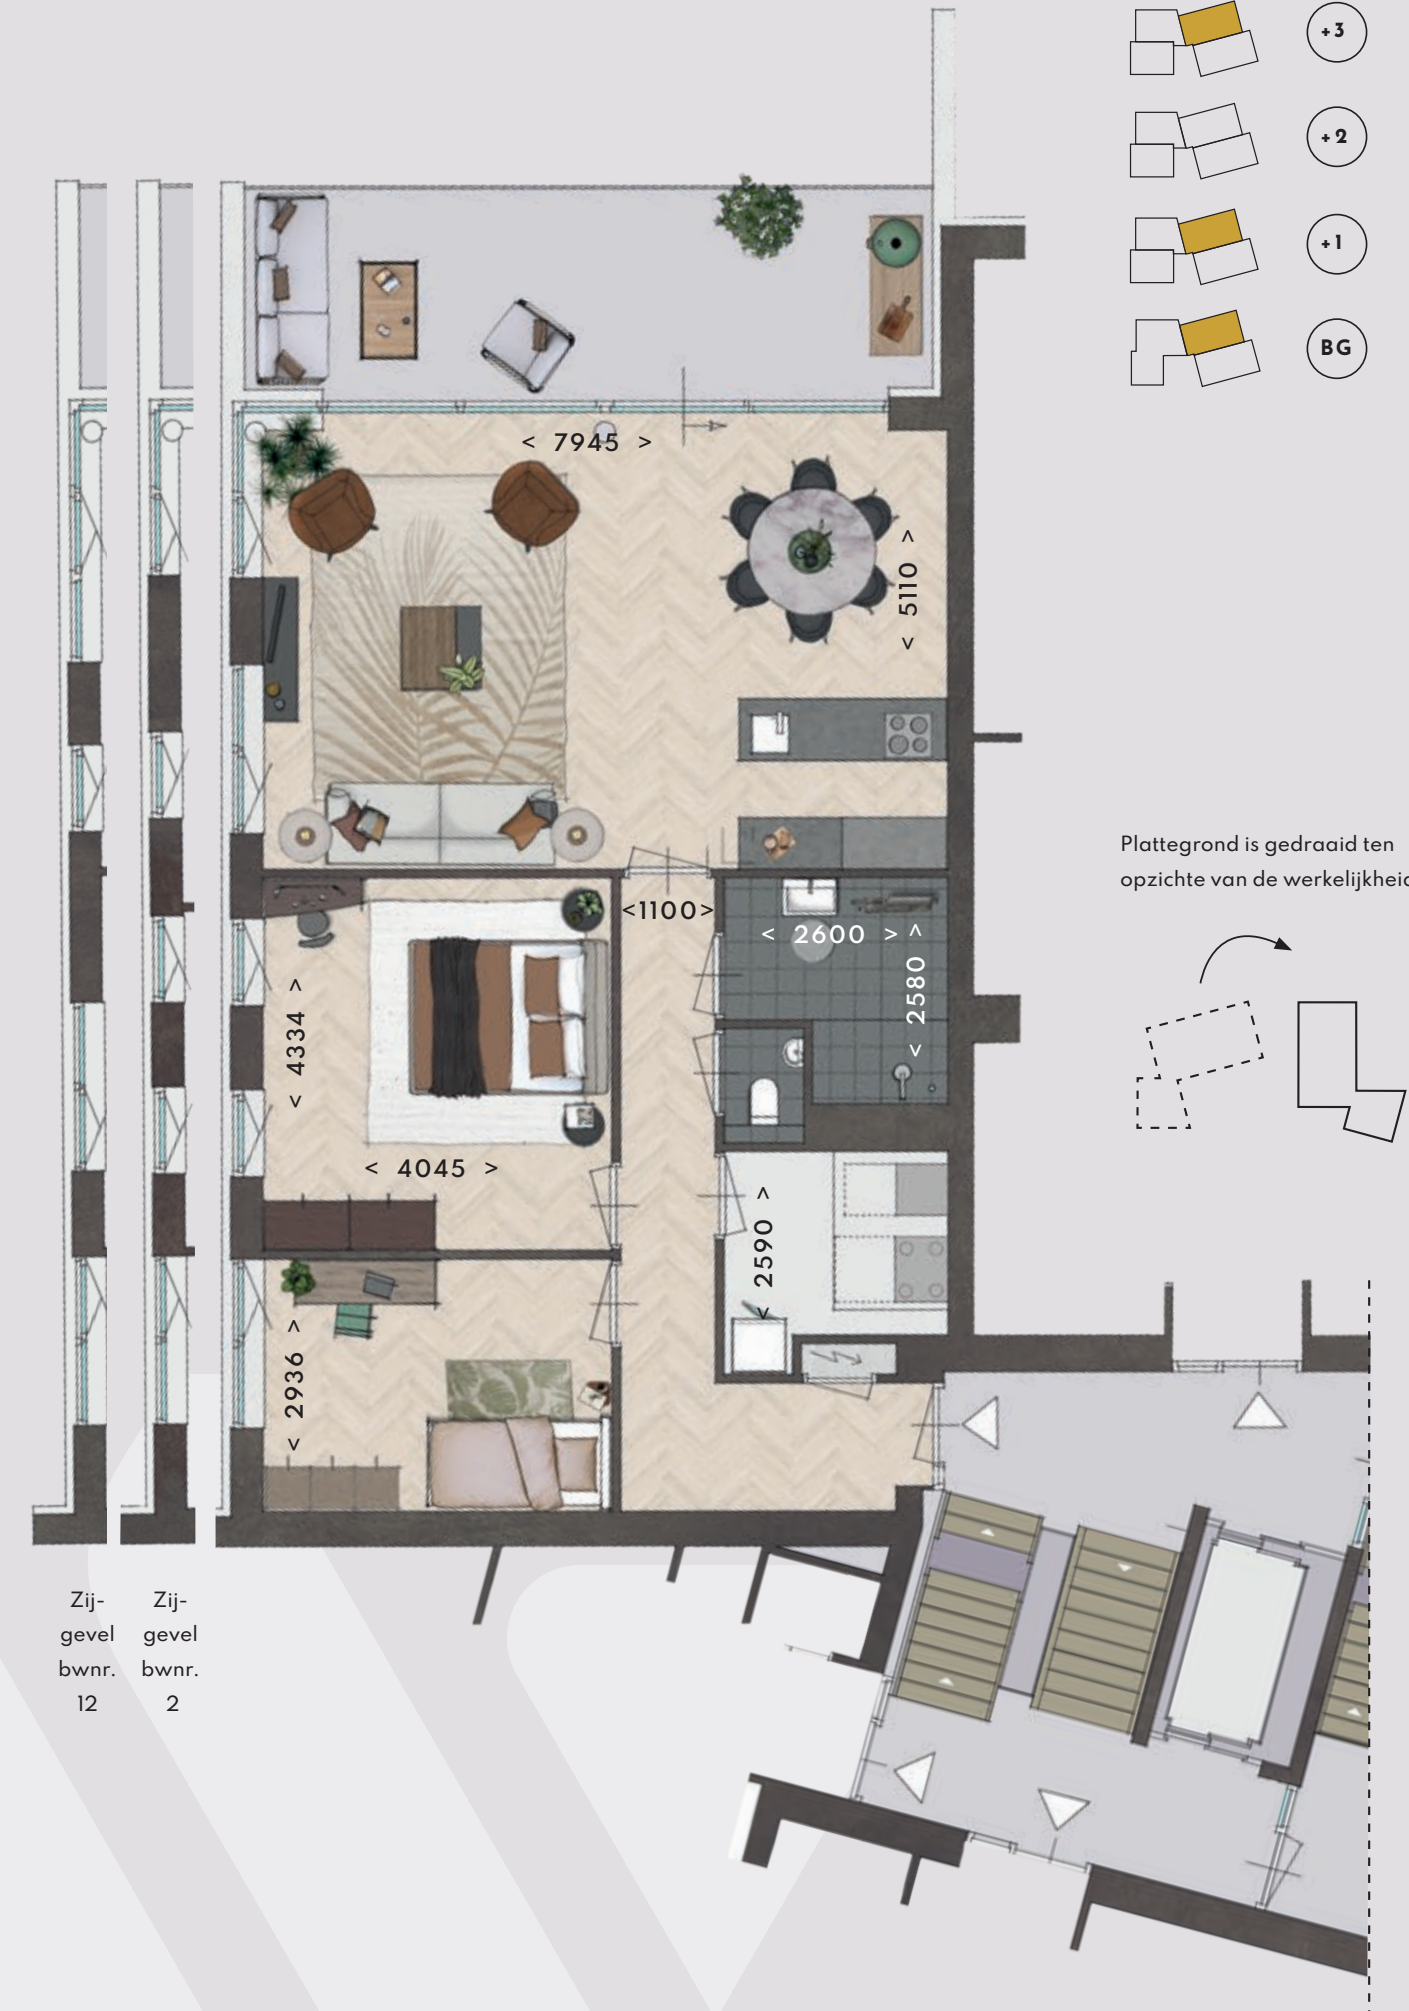 +3
+2
+1
BG
< 7945 >
< 5110 >
Plattegrond is gedraaid ten
opzichte van de werkelijkheid
<1100>
< 2600 >
< 2580 >
< 4334 >
< 4045 >
< 2590 >
< 2936 >
Zij-
gevel
bwnr.
12
Zij-
gevel
bwnr.
2